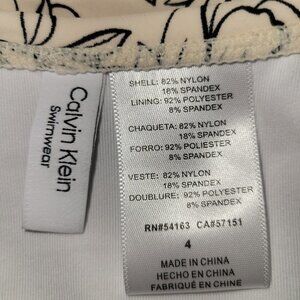 Calvin Klein
Swimwear
SHELL: 82% NYLON
18% SPANDEX
LINING: 92% POLYESTER
8% SPANDEX
CHAQUETA: 82% NYLON
18% SPANDEX
FORRO: 92% POLYESTER
8% SPANDEX
VESTE: 82% NYLON
18% SPANDEX
DOUBLURE: 92% POLYESTER
8% SPANDEX
RN#54163 CA#57151
4
MADE IN CHINA
HECHO EN CHINA
FABRIQUÉ EN CHINE